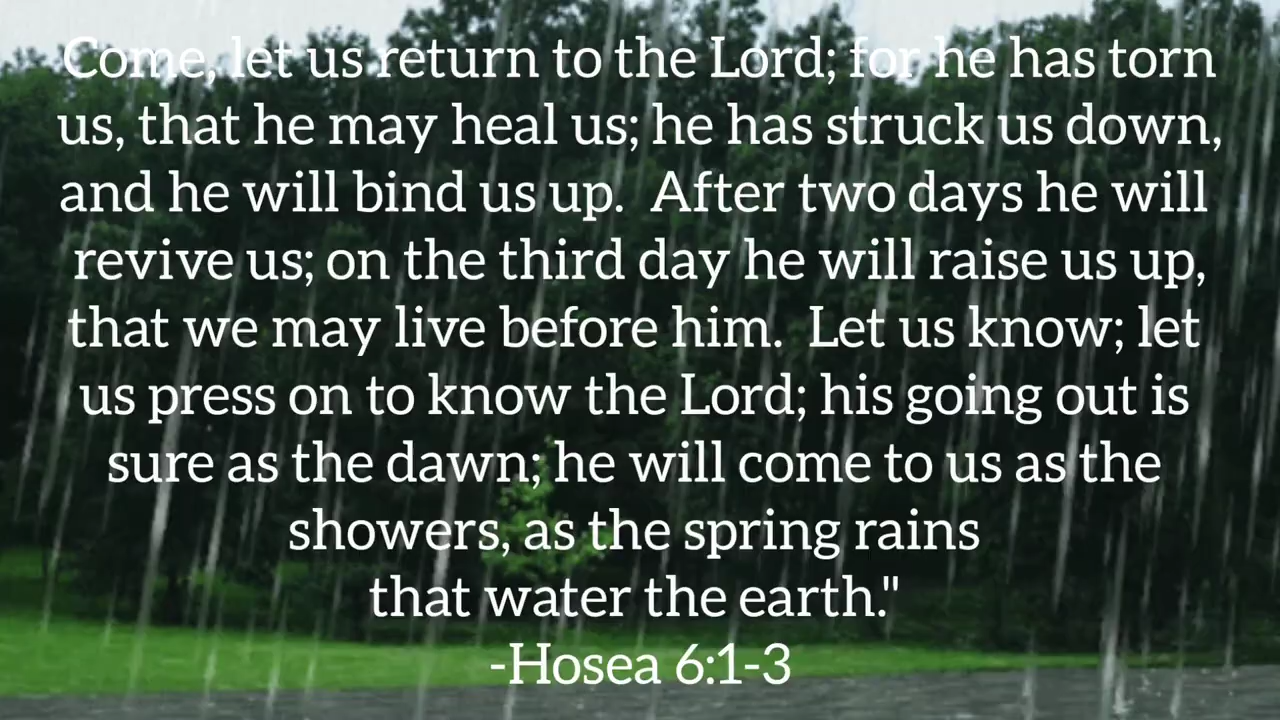 Come, let us return to the Lord; for he has torn
us, that he may heal us; he has struck us down,
and he will bind us up.  After two days he will
revive us; on the third day he will raise us up,
that we may live before him.  Let us know; let
us press on to know the Lord; his going out is
sure as the dawn; he will come to us as the
showers, as the spring rains
that water the earth."
-Hosea 6:1-3